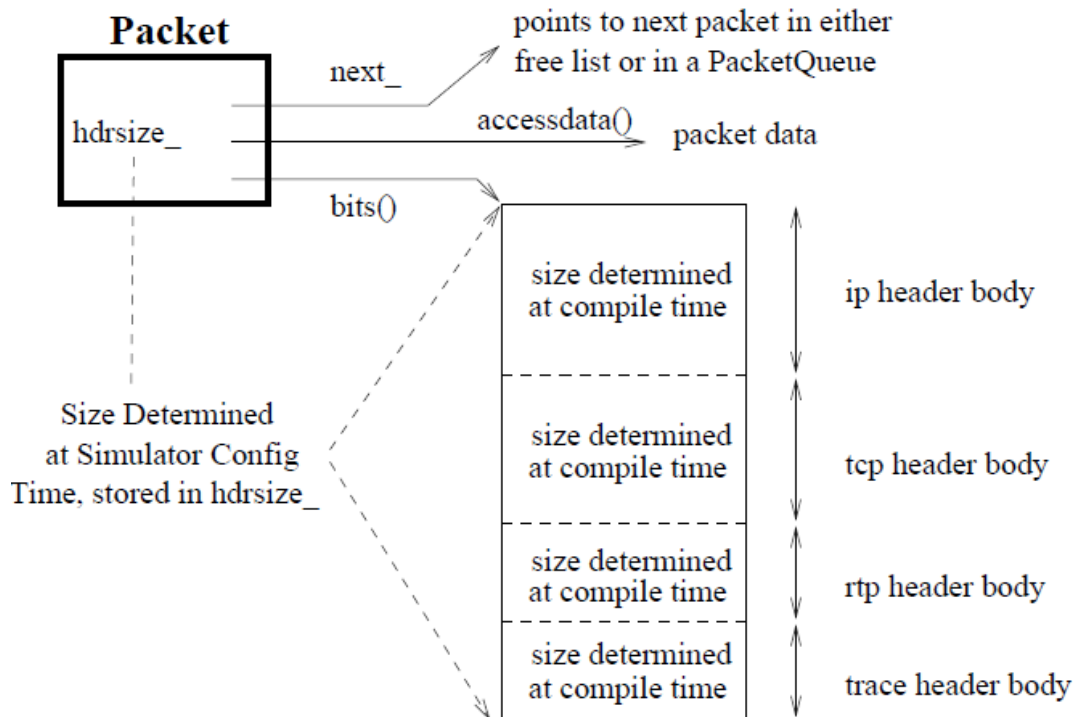 Packet
points to next packet in either
free list or in a PacketQueue
next_
hdrsize_
accessdata()
packet data
bits()
size determined
at compile time
ip header body
Size Determined
at Simulator Config
Time, stored in hdrsize_
size determined
at compile time
tcp header body
size determined
at compile time
rtp header body
size determined
at compile time
trace header body